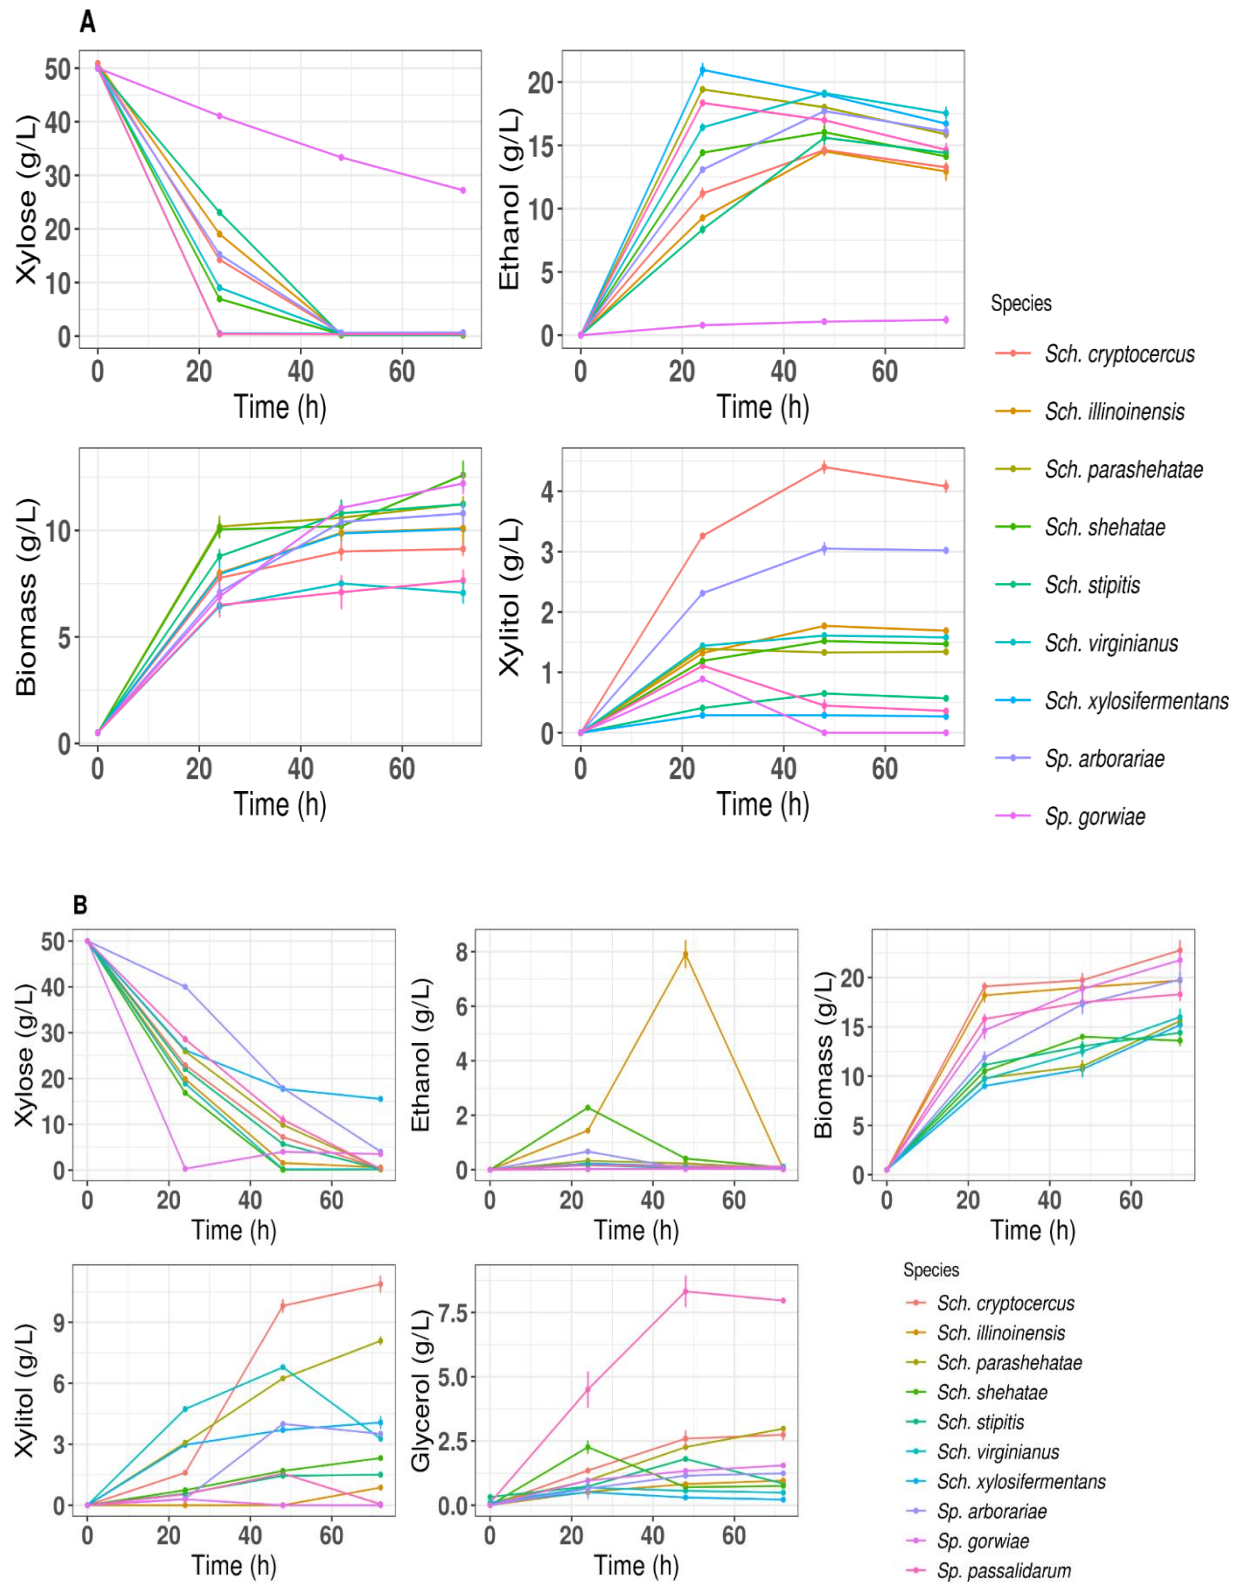 A
Xylose (g/L)
50
40
30
20
10
0
0 20 40 60
Time (h)
Ethanol (g/L)
20
15
10
5
0
0 20 40 60
Time (h)
Biomass (g/L)
10
5
0
0 20 40 60
Time (h)
Xylitol (g/L)
4
3
2
1
0
0 20 40 60
Time (h)
Species
Sch. cryptocercus
Sch. illinoinensis
Sch. parashehatae
Sch. shehatae
Sch. stipitis
Sch. virginianus
Sch. xylosifermentans
Sp. arborariae
Sp. gorwiae
B
Xylose (g/L)
50
40
30
20
10
0
0 20 40 60
Time (h)
Ethanol (g/L)
8
6
4
2
0
0 20 40 60
Time (h)
Biomass (g/L)
20
15
10
5
0
0 20 40 60
Time (h)
Xylitol (g/L)
9
6
3
0
0 20 40 60
Time (h)
Glycerol (g/L)
7.5
5.0
2.5
0.0
0 20 40 60
Time (h)
Species
Sch. cryptocercus
Sch. illinoinensis
Sch. parashehatae
Sch. shehatae
Sch. stipitis
Sch. virginianus
Sch. xylosifermentans
Sp. arborariae
Sp. gorwiae
Sp. passalidarum